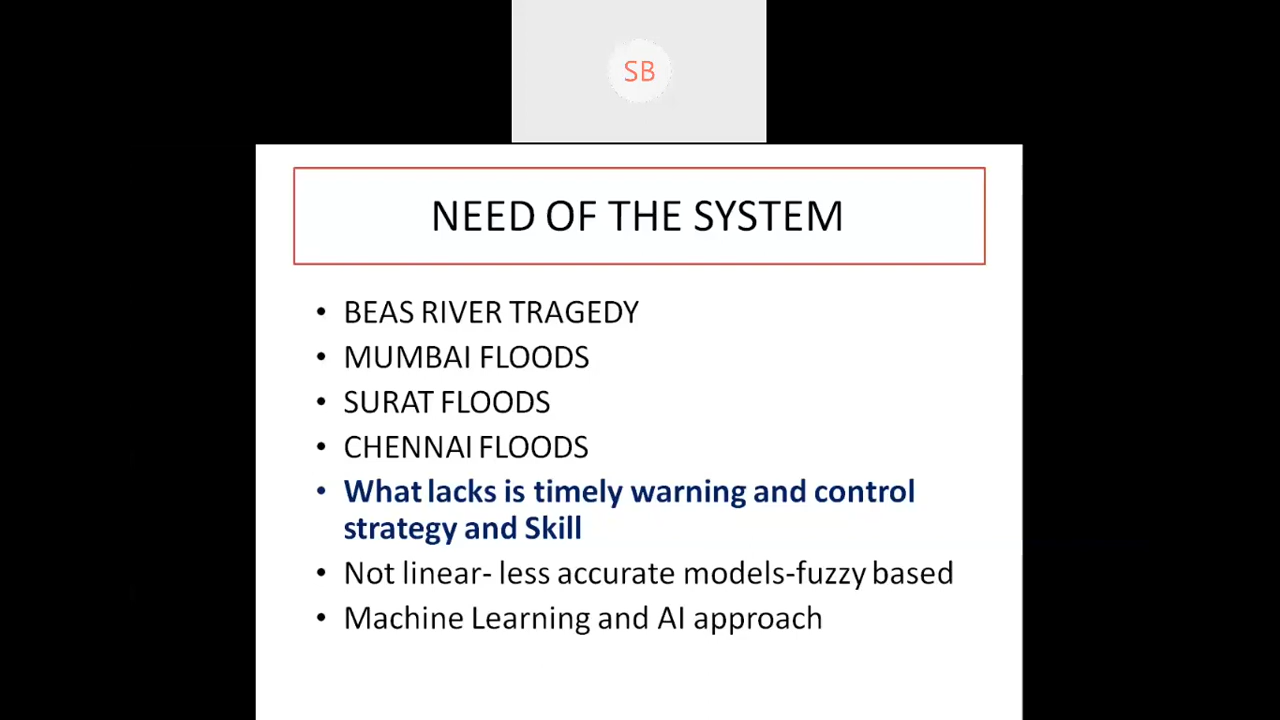 SB
NEED OF THE SYSTEM
• BEAS RIVER TRAGEDY
• MUMBAI FLOODS
• SURAT FLOODS
• CHENNAI FLOODS
• What lacks is timely warning and control
strategy and Skill
• Not linear- less accurate models-fuzzy based
• Machine Learning and AI approach